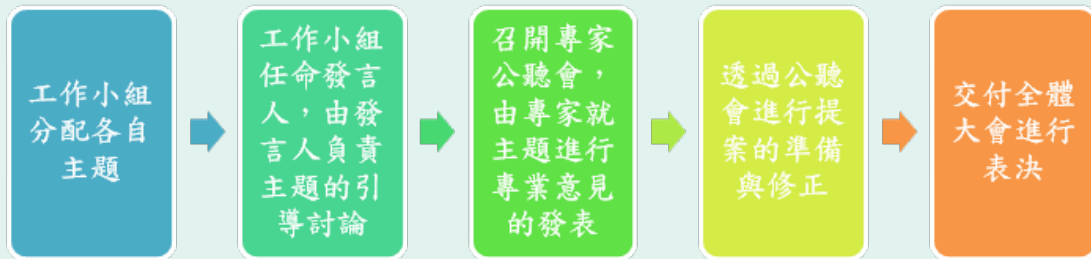 工作小組
分配各自
主題
工作小組
任命發言
人，由發
言人負責
主題的引
導討論
召開專家
公聽會，
由專家就
主題進行
專業意見
的發表
透過公聽
會進行提
案的準備
與修正
交付全體
大會進行
表決